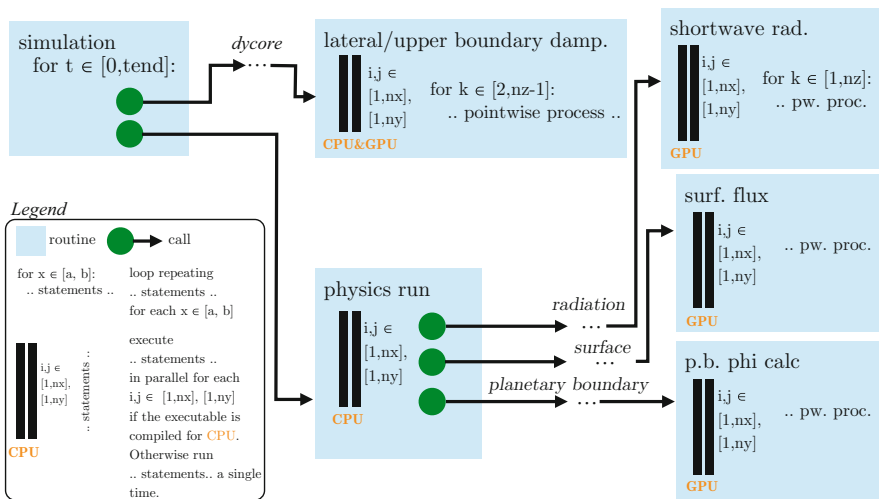 simulation
for t ∈ [0,tend]:
dycore
...
lateral/upper boundary damp.
i,j ∈
[1,nx],
[1,ny]
for k ∈ [2,nz-1]:
.. pointwise process ..
CPU&GPU
shortwave rad.
i,j ∈
[1,nx],
[1,ny]
for k ∈ [1,nz]:
.. pw. proc.
GPU
surf. flux
i,j ∈
[1,nx],
[1,ny]
.. pw. proc.
GPU
physics run
i,j ∈
[1,nx],
[1,ny]
CPU
radiation
...
surface
...
planetary boundary
...
p.b. phi calc
i,j ∈
[1,nx],
[1,ny]
.. pw. proc.
GPU
Legend
routine
call
for x ∈ [a, b]:
.. statements ..
loop repeating
.. statements ..
for each x ∈ [a, b]
i,j ∈
[1,nx],
[1,ny]
.. statements ..
CPU
execute
.. statements ..
in parallel for each
i,j ∈ [1,nx], [1,ny]
if the executable is
compiled for CPU.
Otherwise run
.. statements.. a single
time.